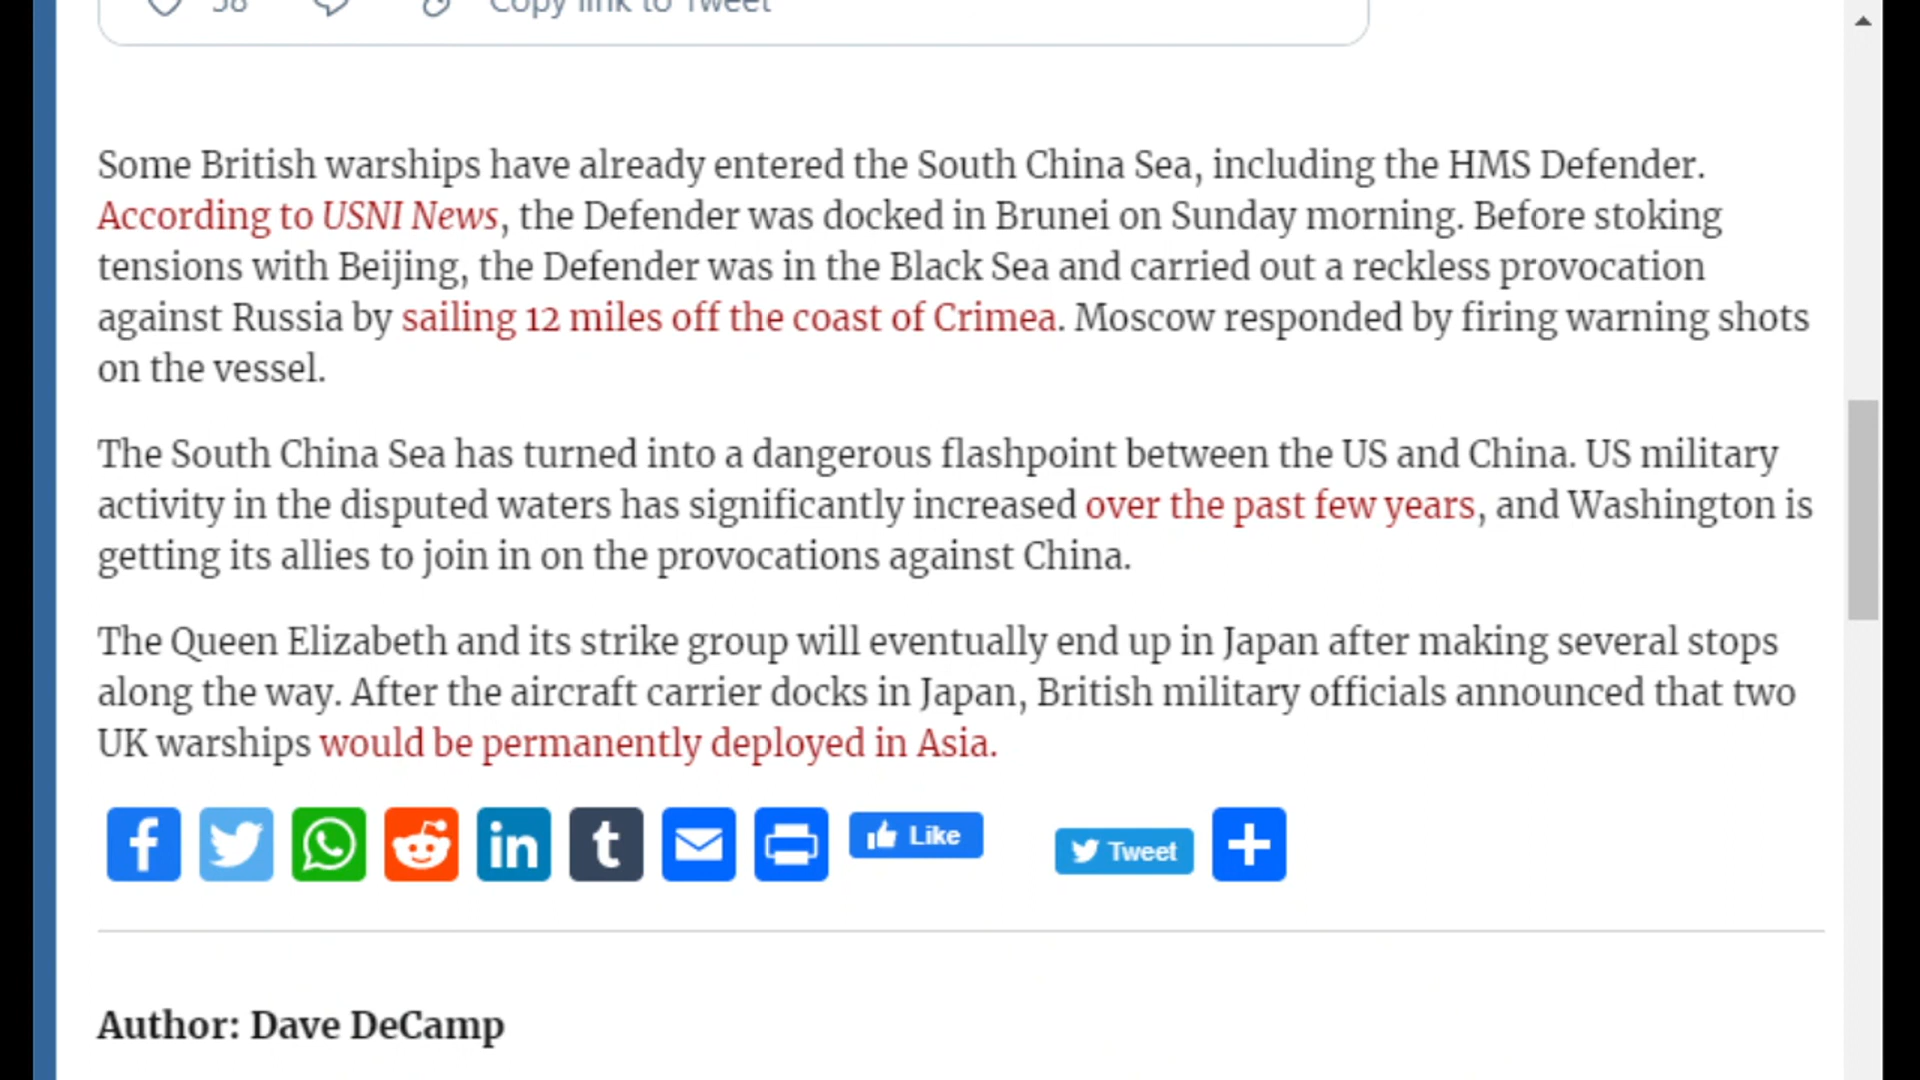 38 Copy link to Tweet
Some British warships have already entered the South China Sea, including the HMS Defender.
According to USNI News, the Defender was docked in Brunei on Sunday morning. Before stoking
tensions with Beijing, the Defender was in the Black Sea and carried out a reckless provocation
against Russia by sailing 12 miles off the coast of Crimea. Moscow responded by firing warning shots
on the vessel.
The South China Sea has turned into a dangerous flashpoint between the US and China. US military
activity in the disputed waters has significantly increased over the past few years, and Washington is
getting its allies to join in on the provocations against China.
The Queen Elizabeth and its strike group will eventually end up in Japan after making several stops
along the way. After the aircraft carrier docks in Japan, British military officials announced that two
UK warships would be permanently deployed in Asia.
Like
Tweet
Author: Dave DeCamp